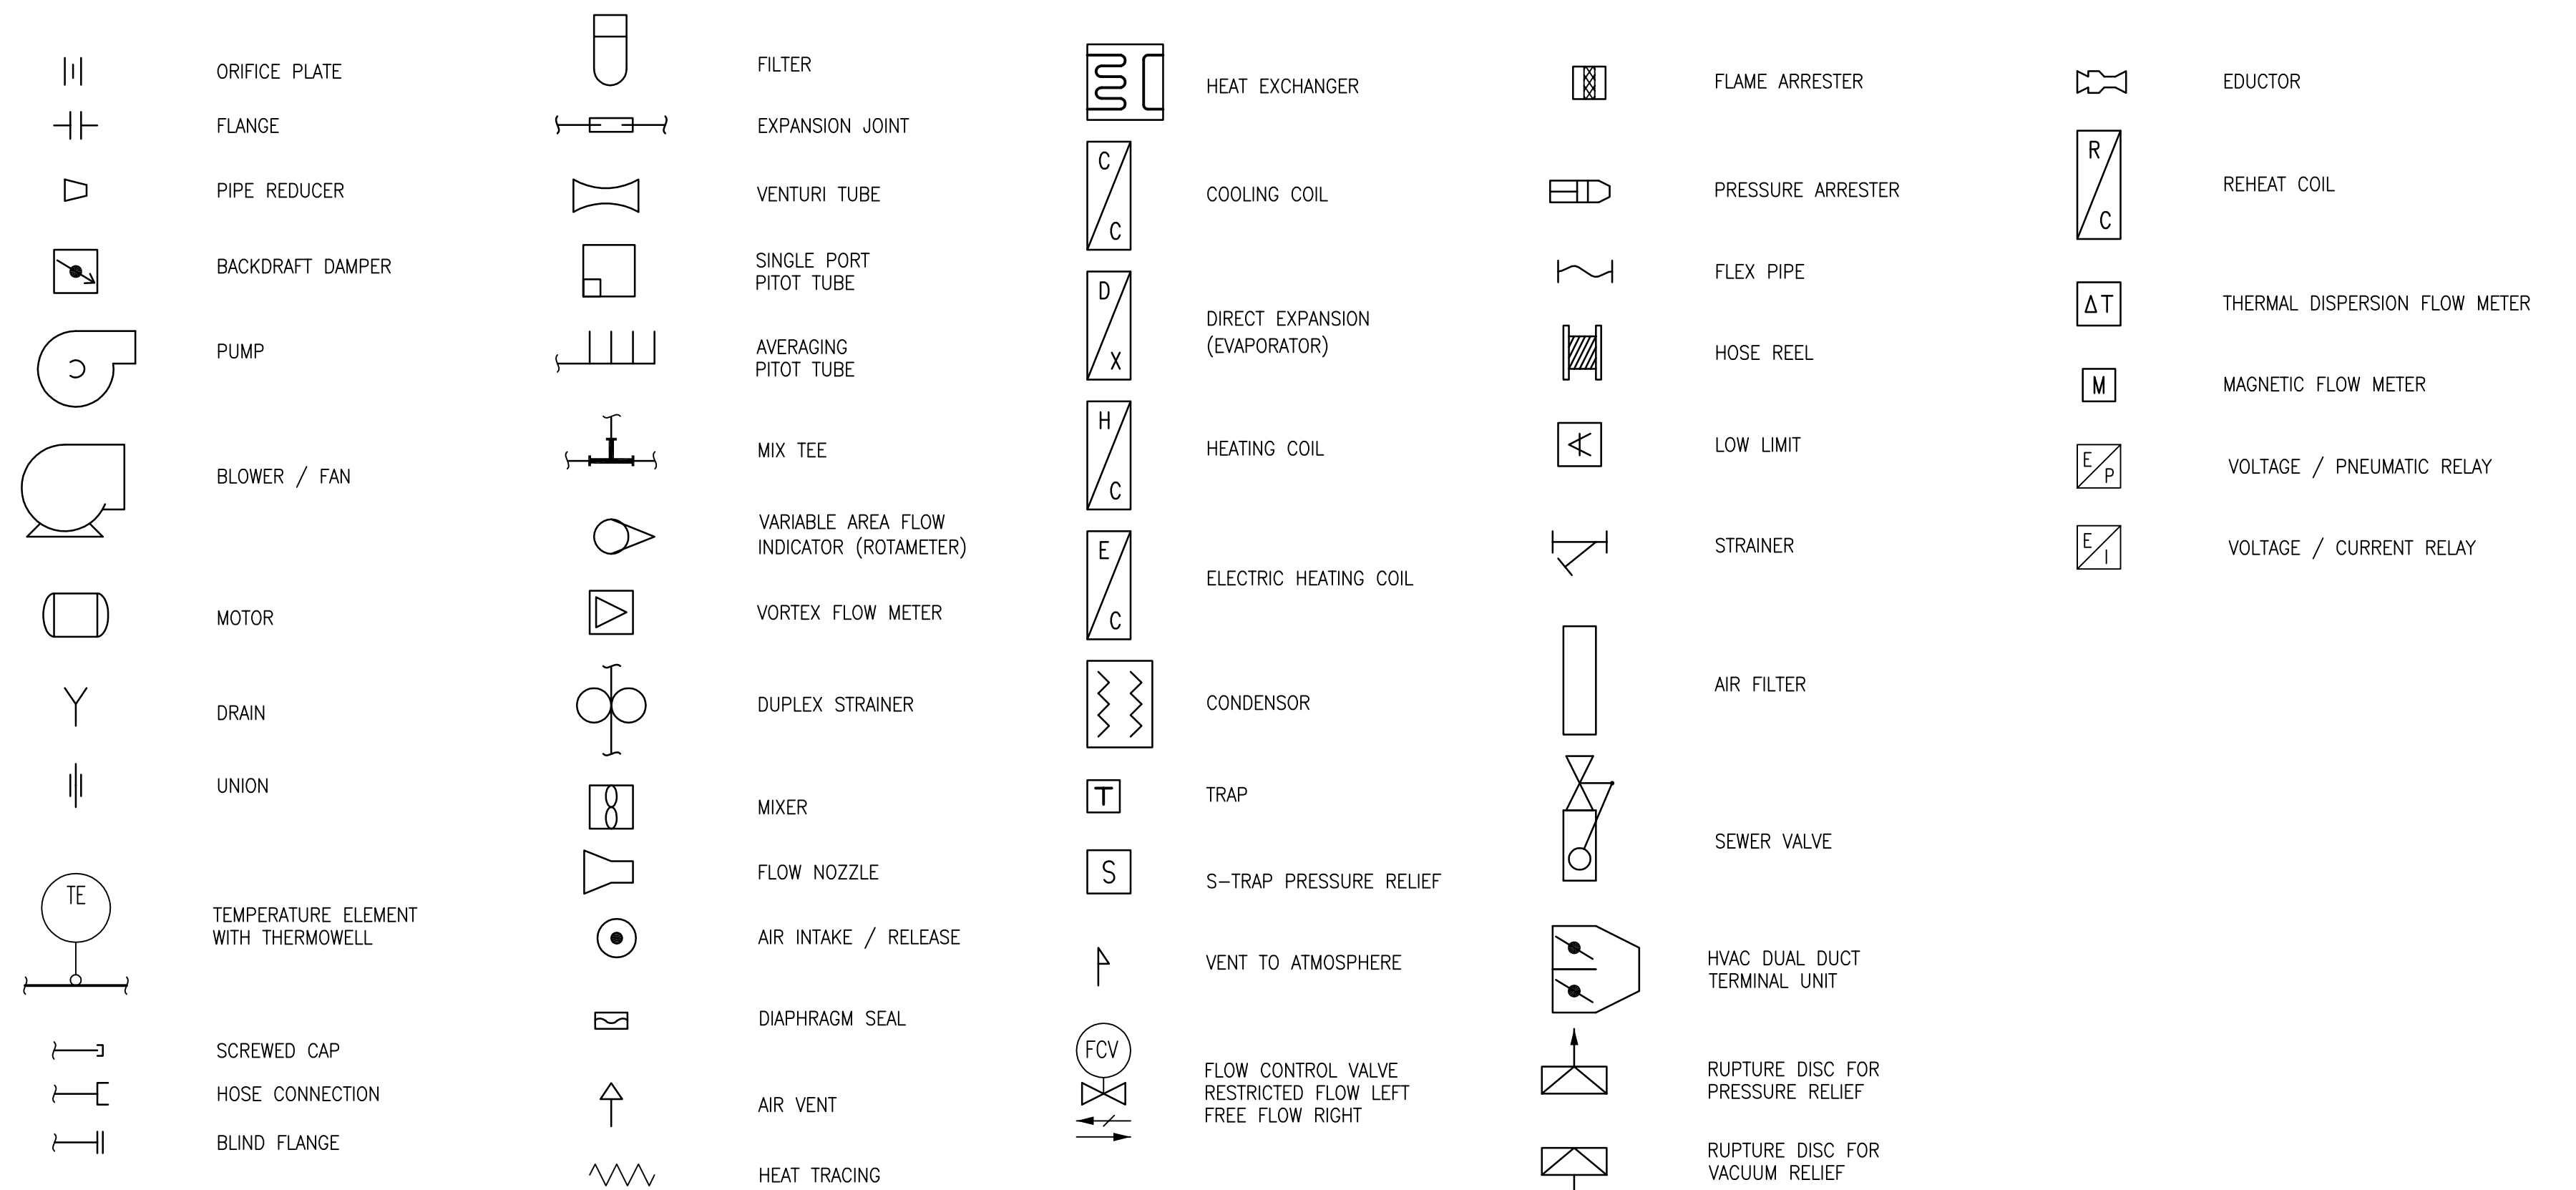 ORIFICE PLATE
FLANGE
PIPE REDUCER
BACKDRAFT DAMPER
PUMP
BLOWER / FAN
MOTOR
DRAIN
UNION
TE
TEMPERATURE ELEMENT
WITH THERMOWELL
SCREWED CAP
HOSE CONNECTION
BLIND FLANGE
FILTER
EXPANSION JOINT
VENTURI TUBE
SINGLE PORT
PITOT TUBE
AVERAGING
PITOT TUBE
MIX TEE
VARIABLE AREA FLOW
INDICATOR (ROTAMETER)
VORTEX FLOW METER
DUPLEX STRAINER
MIXER
FLOW NOZZLE
AIR INTAKE / RELEASE
DIAPHRAGM SEAL
AIR VENT
HEAT TRACING
HEAT EXCHANGER
C
C
COOLING COIL
D
X
DIRECT EXPANSION
(EVAPORATOR)
H
C
HEATING COIL
E
C
ELECTRIC HEATING COIL
CONDENSOR
T
TRAP
S
S-TRAP PRESSURE RELIEF
VENT TO ATMOSPHERE
FCV
FLOW CONTROL VALVE
RESTRICTED FLOW LEFT
FREE FLOW RIGHT
FLAME ARRESTER
PRESSURE ARRESTER
FLEX PIPE
HOSE REEL
LOW LIMIT
STRAINER
AIR FILTER
SEWER VALVE
HVAC DUAL DUCT
TERMINAL UNIT
RUPTURE DISC FOR
PRESSURE RELIEF
RUPTURE DISC FOR
VACUUM RELIEF
EDUCTOR
R
C
REHEAT COIL
ΔT
THERMAL DISPERSION FLOW METER
M
MAGNETIC FLOW METER
E
P
VOLTAGE / PNEUMATIC RELAY
E
I
VOLTAGE / CURRENT RELAY